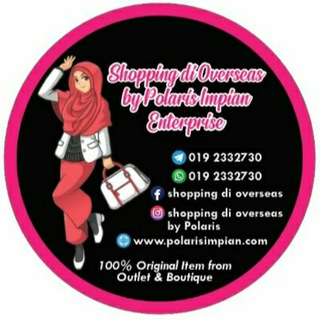 Shopping di Overseas
by Polaris Impian
Enterprise
019 2332730
019 2332730
shopping di overseas
shopping di overseas
by Polaris
www.polarisimpian.com
100% Original Item from
Outlet & Boutique